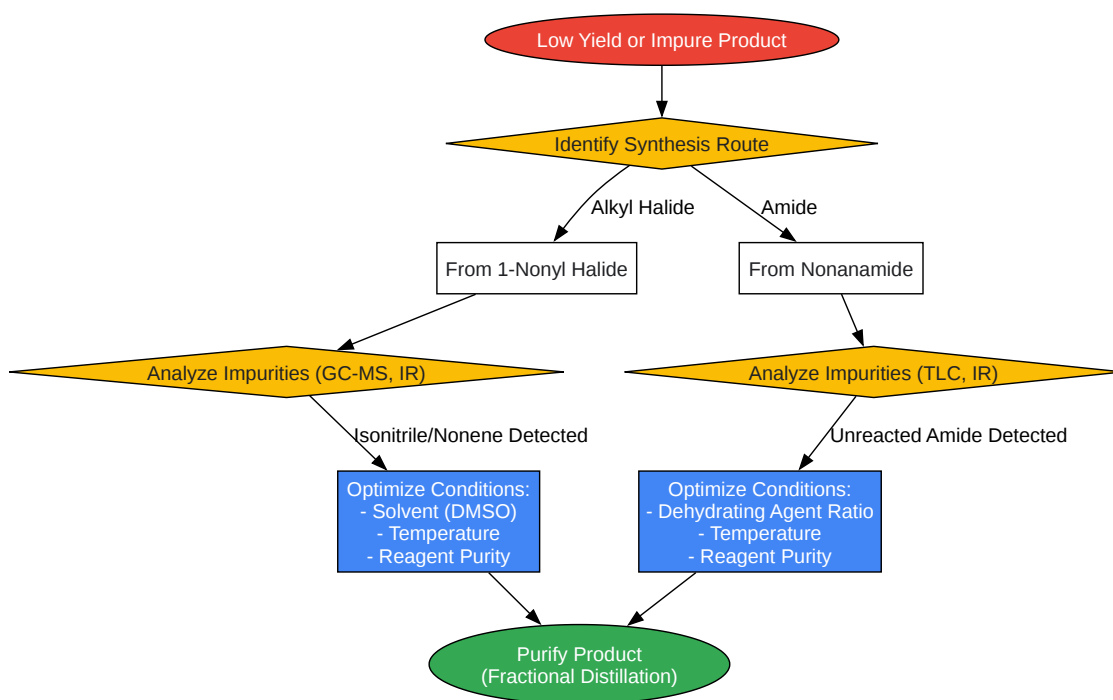 Low Yield or Impure Product
Identify Synthesis Route
Alkyl Halide
Amide
From 1-Nonyl Halide
From Nonanamide
Analyze Impurities (GC-MS, IR)
Analyze Impurities (TLC, IR)
Isonitrile/Nonene Detected
Unreacted Amide Detected
Optimize Conditions:
- Solvent (DMSO)
- Temperature
- Reagent Purity
Optimize Conditions:
- Dehydrating Agent Ratio
- Temperature
- Reagent Purity
Purify Product
(Fractional Distillation)